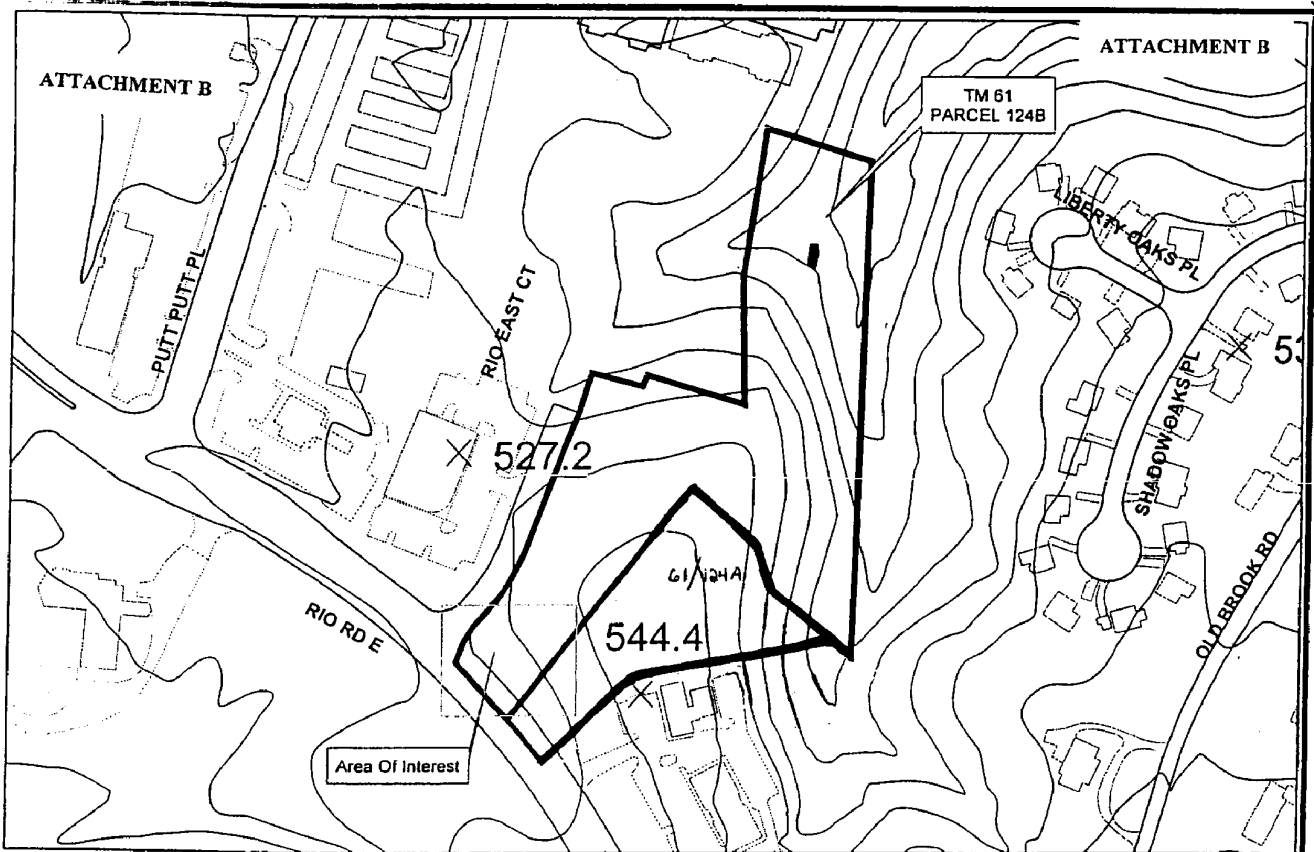 ATTACHMENT B
ATTACHMENT B
TM 61
PARCEL 124B
LIBERTY OAKS PL
PUTT PUTT PL
RIO EAST CT
53
SHADOW OAKS PL
527.2
OLD BROOK RD
61/124A
RIO RD E
544.4
Area Of Interest